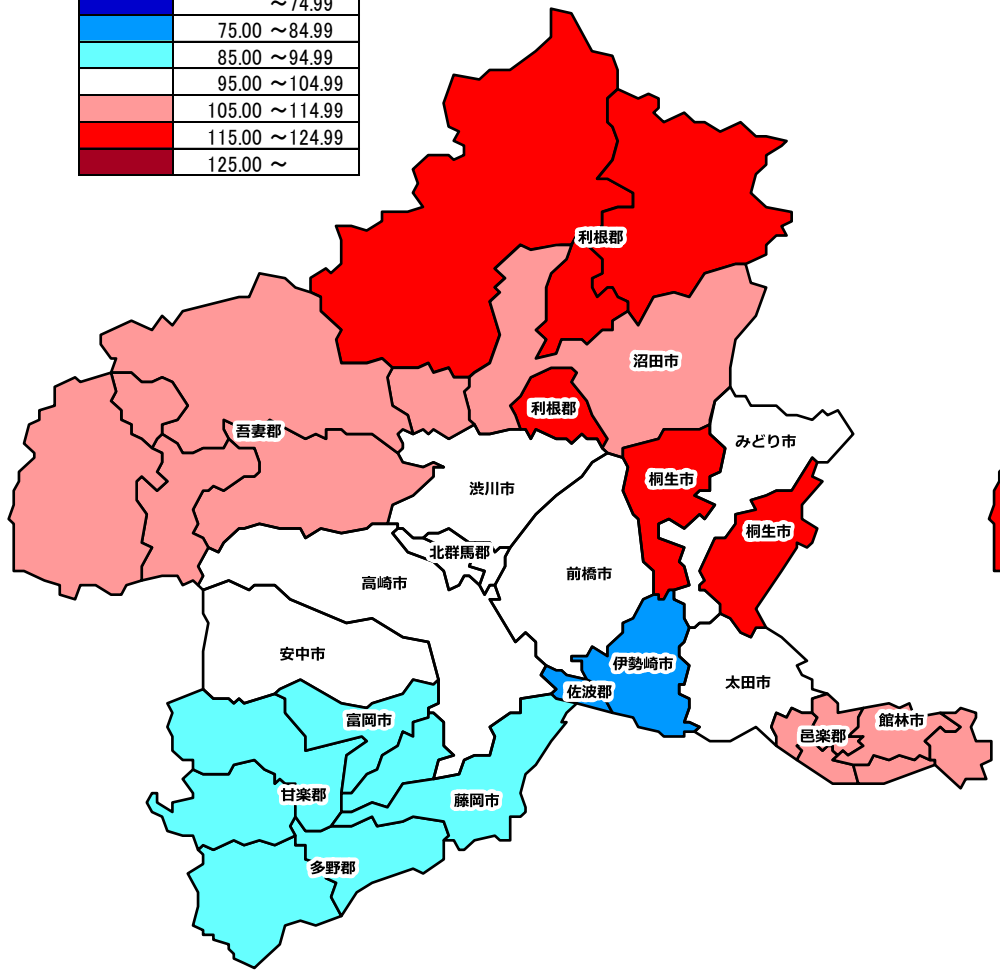 ～74.99
75.00 ～84.99
85.00 ～94.99
95.00 ～104.99
105.00 ～114.99
115.00 ～124.99
125.00 ～
利根郡
沼田市
利根郡
吾妻郡
みどり市
桐生市
渋川市
桐生市
北群馬郡
前橋市
高崎市
安中市
伊勢崎市
太田市
佐波郡
富岡市
館林市
邑楽郡
甘楽郡
藤岡市
多野郡